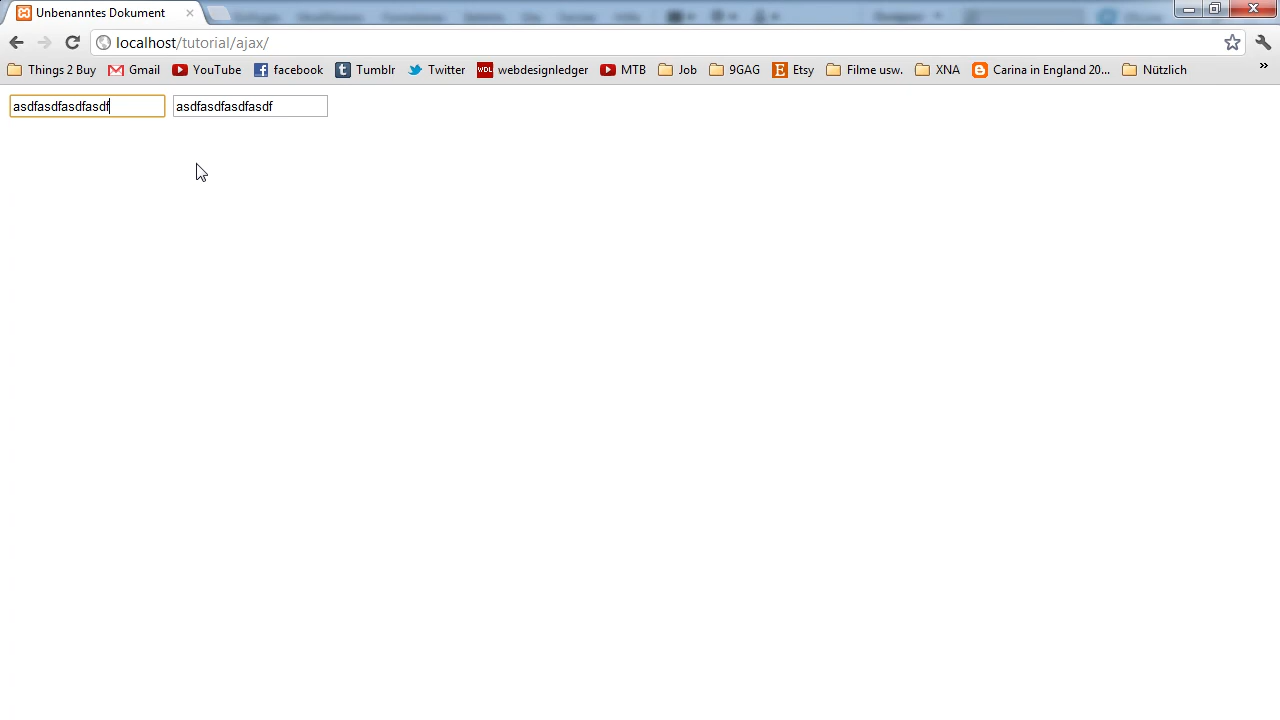 Unbenanntes Dokument
localhost/tutorial/ajax/
Things 2 Buy Gmail YouTube facebook Tumblr Twitter WDL webdesignledger MTB Job 9GAG Etsy Filme usw. XNA Carina in England 20... Nützlich »
asdfasdfasdfasdf asdfasdfasdfasdf